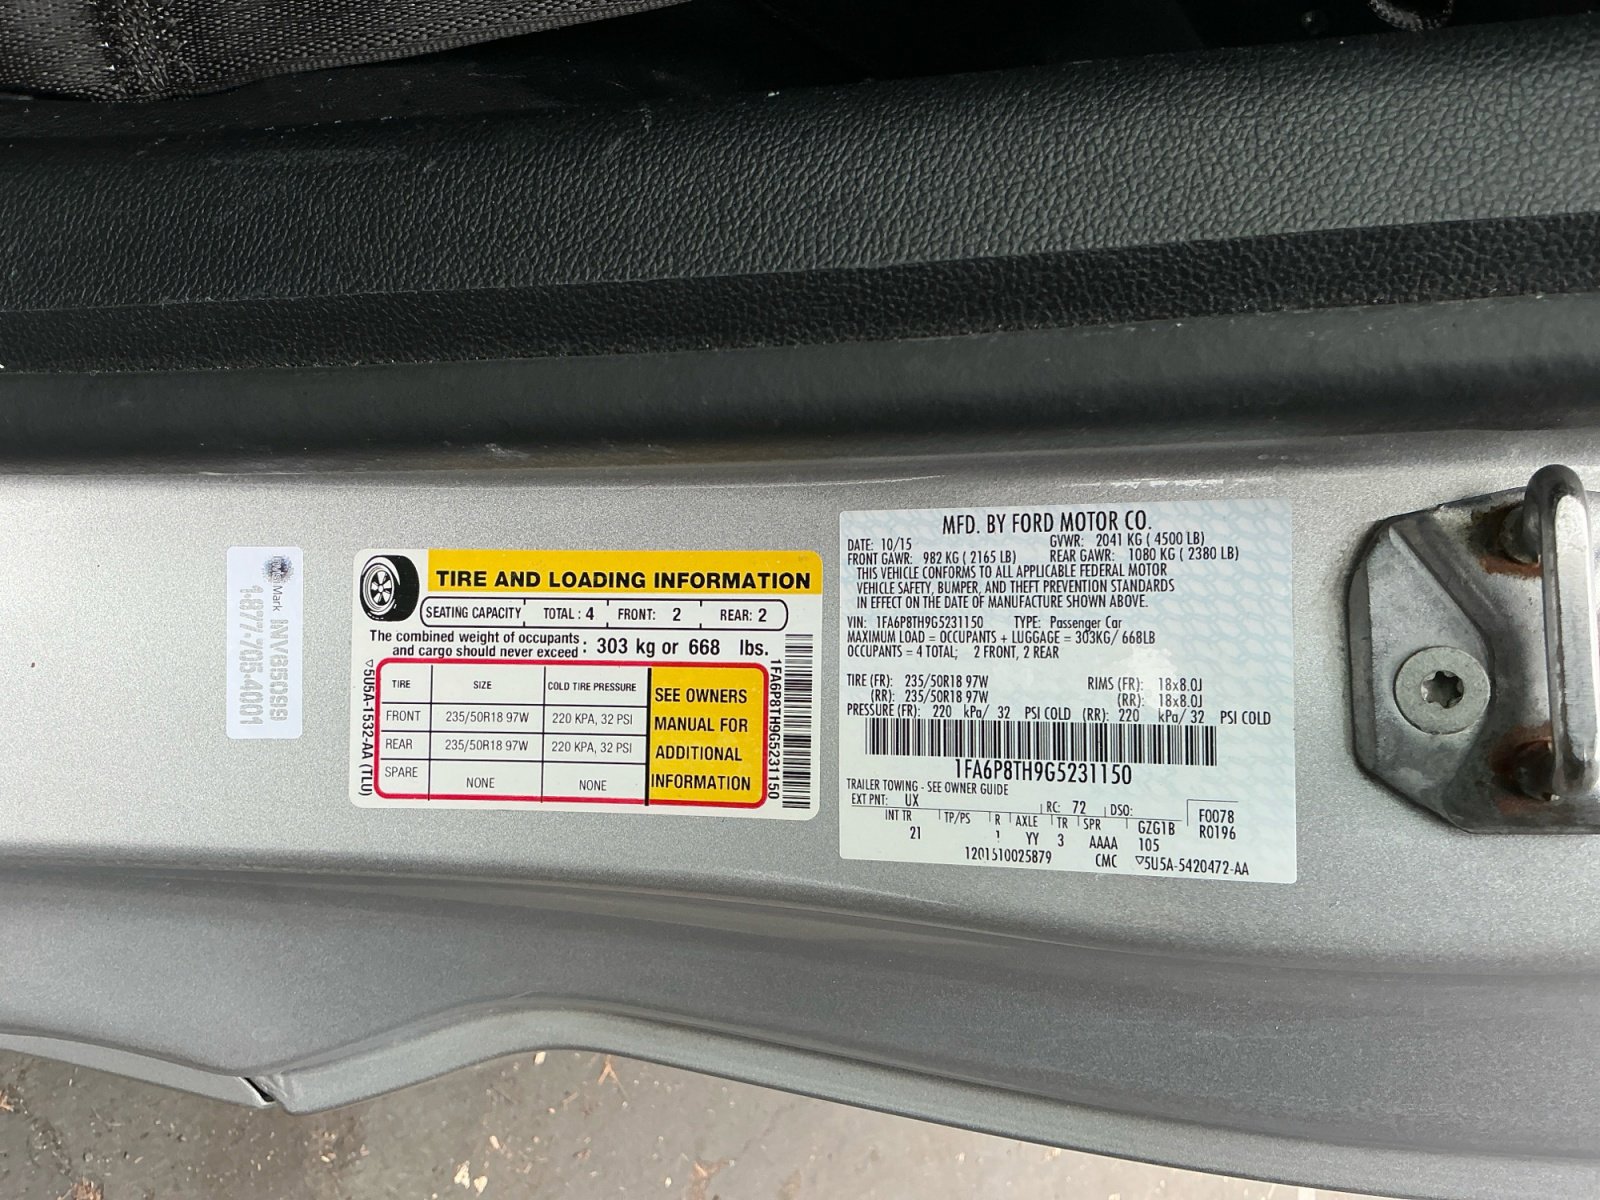 Mark INV650991
1-877-705-4001
TIRE AND LOADING INFORMATION
SEATING CAPACITY TOTAL : 4 FRONT: 2 REAR: 2
The combined weight of occupants
and cargo should never exceed : 303 kg or 668 lbs.
TIRE SIZE COLD TIRE PRESSURE
FRONT 235/50R18 97W 220 KPA, 32 PSI
REAR 235/50R18 97W 220 KPA, 32 PSI
SPARE NONE NONE
SEE OWNERS
MANUAL FOR
ADDITIONAL
INFORMATION
5U5A-1532-AA (TLU)
1FA6P8TH9G5231150
MFD. BY FORD MOTOR CO.
DATE: 10/15 GVWR: 2041 KG ( 4500 LB)
FRONT GAWR: 982 KG ( 2165 LB) REAR GAWR: 1080 KG ( 2380 LB)
THIS VEHICLE CONFORMS TO ALL APPLICABLE FEDERAL MOTOR
VEHICLE SAFETY, BUMPER, AND THEFT PREVENTION STANDARDS
IN EFFECT ON THE DATE OF MANUFACTURE SHOWN ABOVE.
VIN: 1FA6P8TH9G5231150 TYPE: Passenger Car
MAXIMUM LOAD = OCCUPANTS + LUGGAGE = 303KG/ 668LB
OCCUPANTS = 4 TOTAL; 2 FRONT, 2 REAR
TIRE (FR): 235/50R18 97W RIMS (FR): 18x8.0J
(RR): 235/50R18 97W (RR): 18x8.0J
PRESSURE (FR): 220 kPa/ 32 PSI COLD (RR): 220 kPa/ 32 PSI COLD
1FA6P8TH9G5231150
TRAILER TOWING - SEE OWNER GUIDE
EXT PNT: UX RC: 72 DSO: F0078
INT TR TP/PS R AXLE TR SPR GZG1B R0196
21 YY 3 AAAA 105
1201510025879 CMC 5U5A-5420472-AA